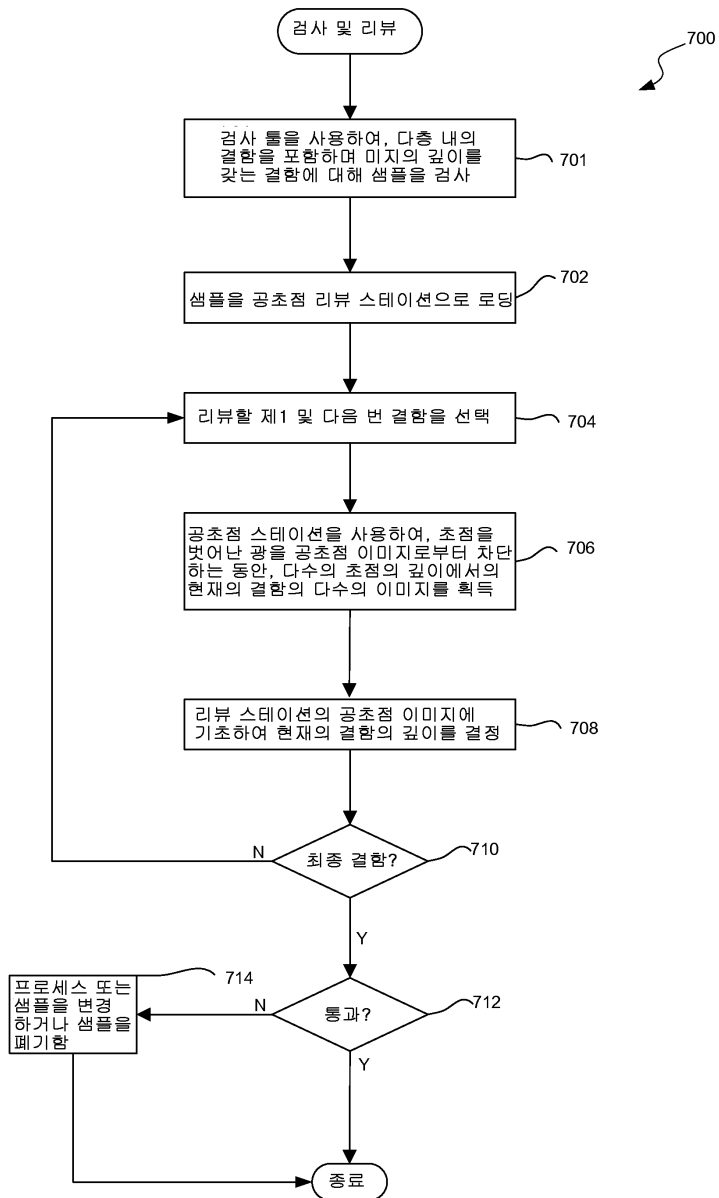 검사 및 리뷰
700
검사 툴을 사용하여, 다층 내의
결함을 포함하며 미지의 깊이를
갖는 결함에 대해 샘플을 검사
701
샘플을 공초점 리뷰 스테이션으로 로딩
702
리뷰할 제1 및 다음 번 결함을 선택
704
공초점 스테이션을 사용하여, 초점을
벗어난 광을 공초점 이미지로부터 차단
하는 동안, 다수의 초점의 깊이에서의
현재의 결함의 다수의 이미지를 획득
706
리뷰 스테이션의 공초점 이미지에
기초하여 현재의 결함의 깊이를 결정
708
최종 결함?
710
N
Y
통과?
712
N
Y
714
프로세스 또는
샘플을 변경
하거나 샘플을
폐기함
종료